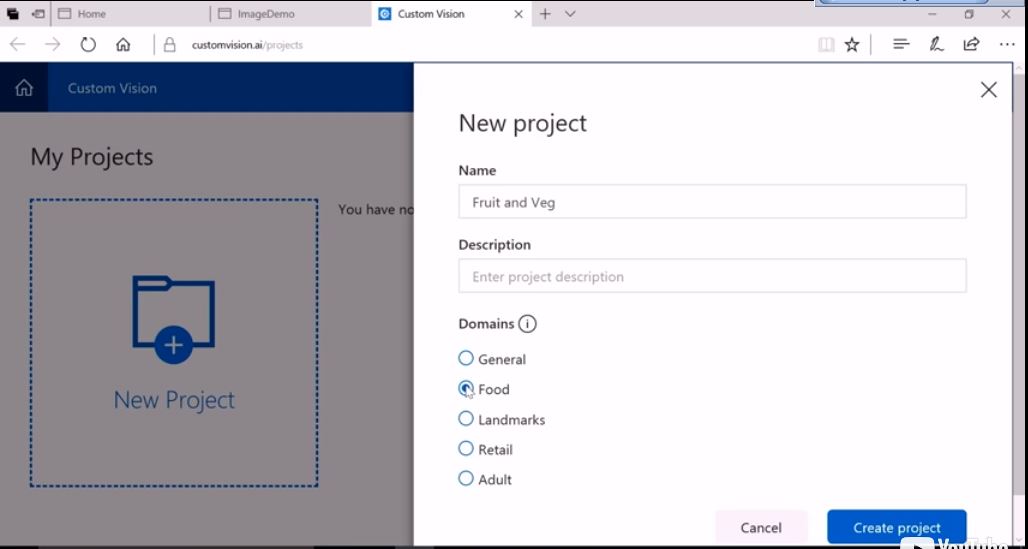 Home
ImageDemo
Custom Vision
customvision.ai/projects
Custom Vision
My Projects
You have no
New Project
New project
Name
Fruit and Veg
Description
Enter project description
Domains
General
Food
Landmarks
Retail
Adult
Cancel
Create project
YouTube